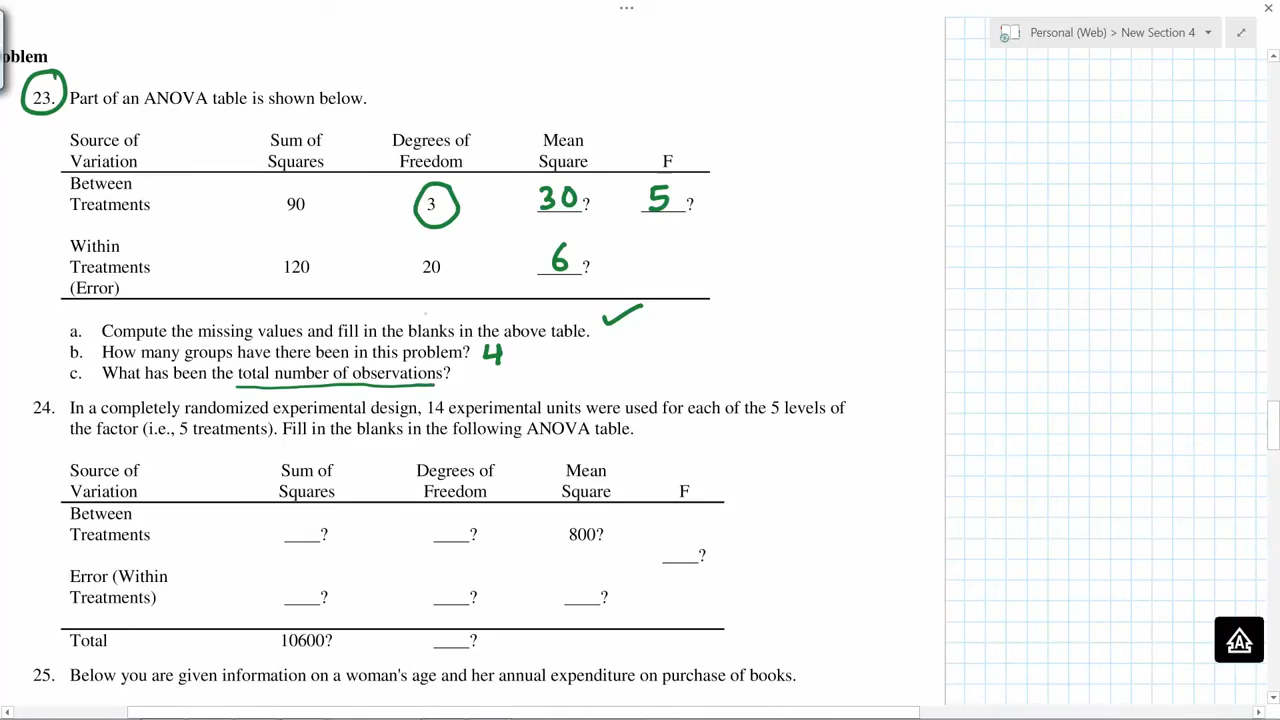 Personal (Web) > New Section 4
oblem
23. Part of an ANOVA table is shown below.
Source of Variation Sum of Squares Degrees of Freedom Mean Square F
Between Treatments 90 3 30 ? 5 ?
Within Treatments (Error) 120 20 6 ?
a. Compute the missing values and fill in the blanks in the above table. ✓
b. How many groups have there been in this problem? 4
c. What has been the total number of observations?
24. In a completely randomized experimental design, 14 experimental units were used for each of the 5 levels of
the factor (i.e., 5 treatments). Fill in the blanks in the following ANOVA table.
Source of Variation Sum of Squares Degrees of Freedom Mean Square F
Between Treatments ____? ____? 800?
____?
Error (Within Treatments) ____? ____? ____?
Total 10600? ____?
25. Below you are given information on a woman's age and her annual expenditure on purchase of books.
A